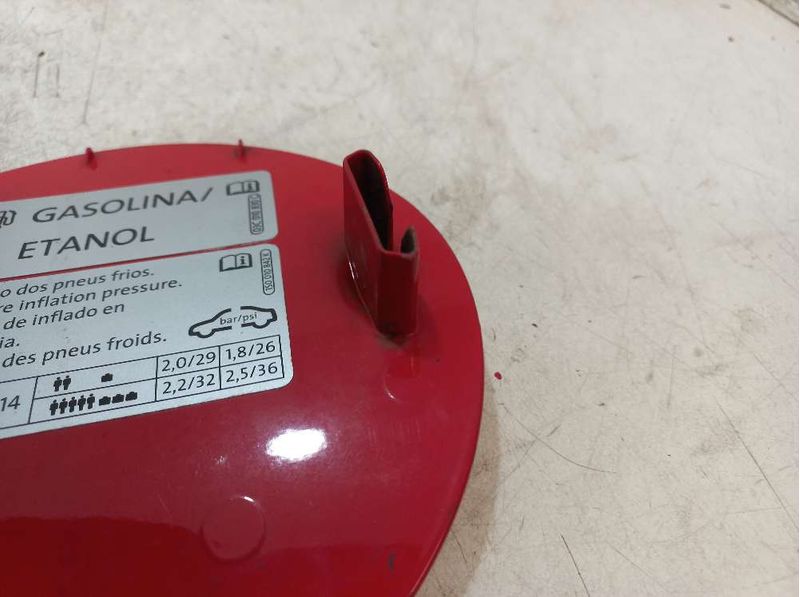 GASOLINA/
ETANOL
o dos pneus frios.
re inflation pressure.
de inflado en
ia.
des pneus froids.
bar/psi
14
2,0/29 1,8/26
2,2/32 2,5/36